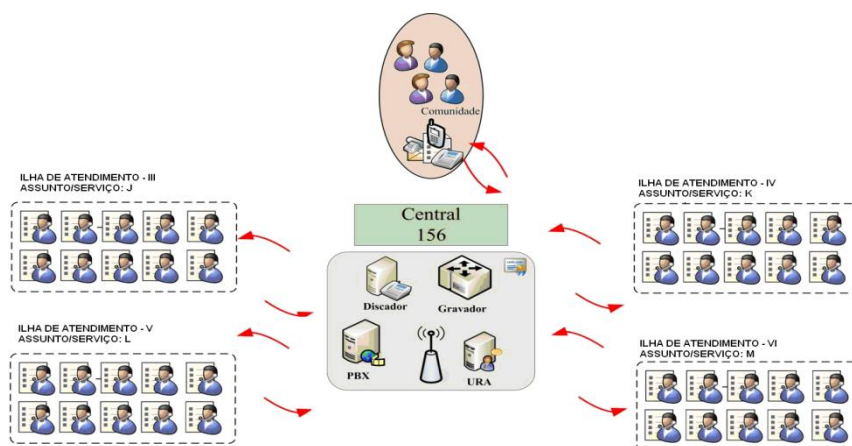 Comunidade
ILHA DE ATENDIMENTO - III
ASSUNTO/SERVIÇO: J
ILHA DE ATENDIMENTO - IV
ASSUNTO/SERVIÇO: K
Central
156
Discador
Gravador
ILHA DE ATENDIMENTO - V
ASSUNTO/SERVIÇO: L
ILHA DE ATENDIMENTO - VI
ASSUNTO/SERVIÇO: M
PBX
URA